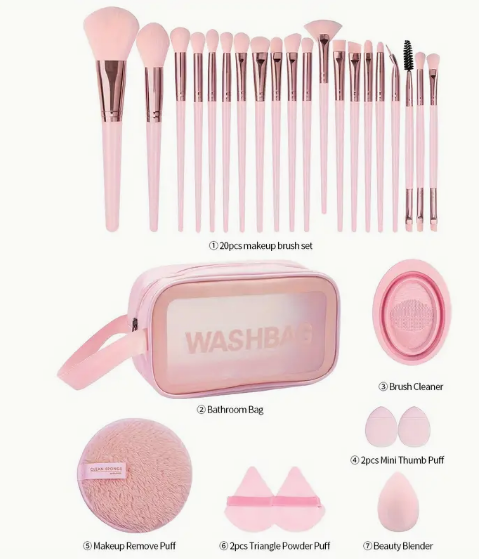 ① 20pcs makeup brush set
WASHBAG
③ Brush Cleaner
② Bathroom Bag
④ 2pcs Mini Thumb Puff
⑤ Makeup Remove Puff
⑥ 2pcs Triangle Powder Puff
⑦ Beauty Blender